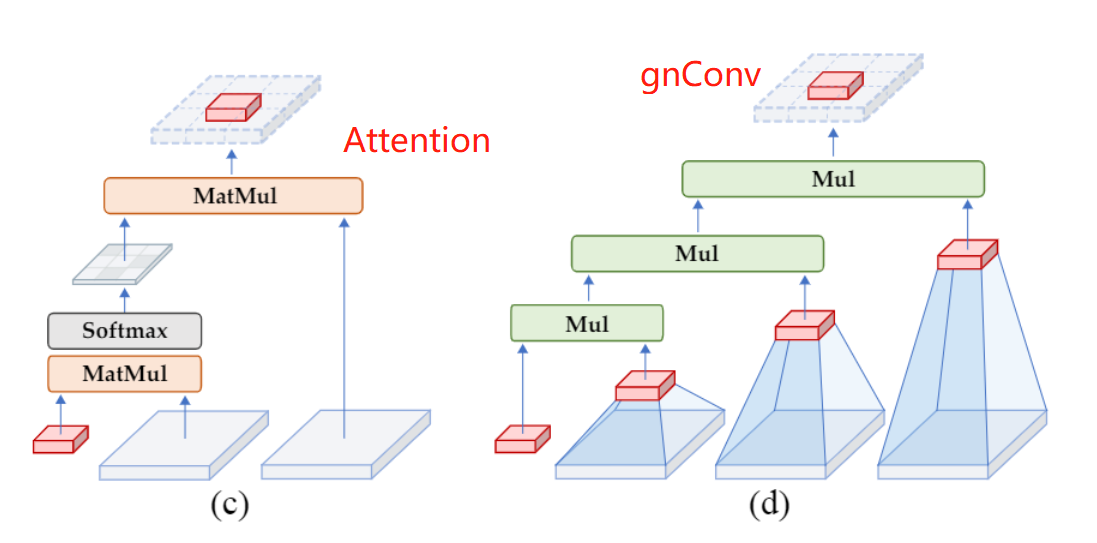 Attention
MatMul
Softmax
MatMul
(c)
gnConv
Mul
Mul
Mul
(d)